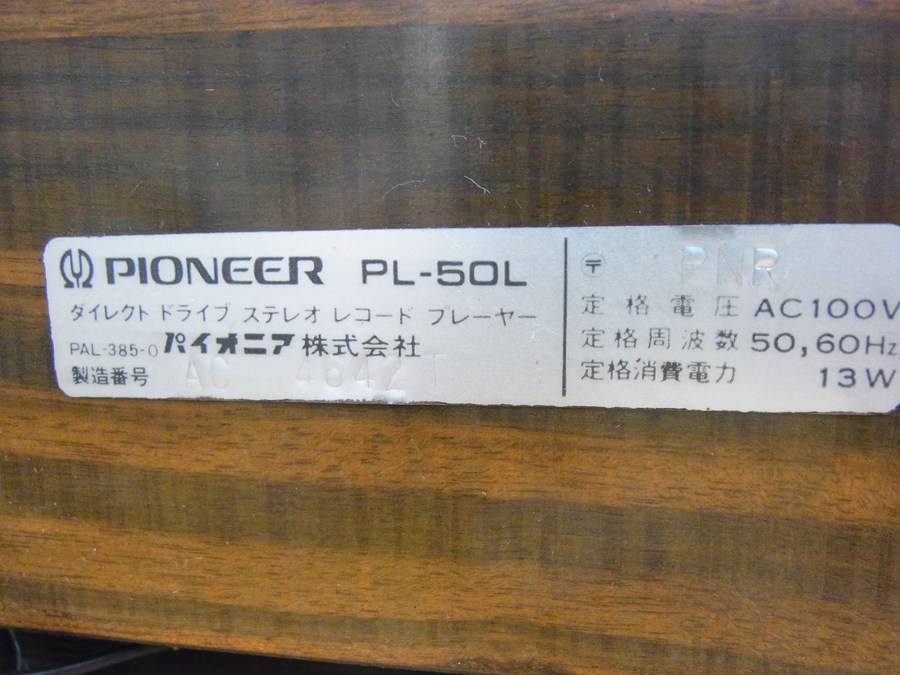 PIONEER PL-50L
ダイレクト ドライブ ステレオ レコード プレーヤー
PAL-385-0 パイオニア株式会社
製造番号 AC 4842T
〒 PNR
定格電圧 AC100V
定格周波数 50,60Hz
定格消費電力 13W